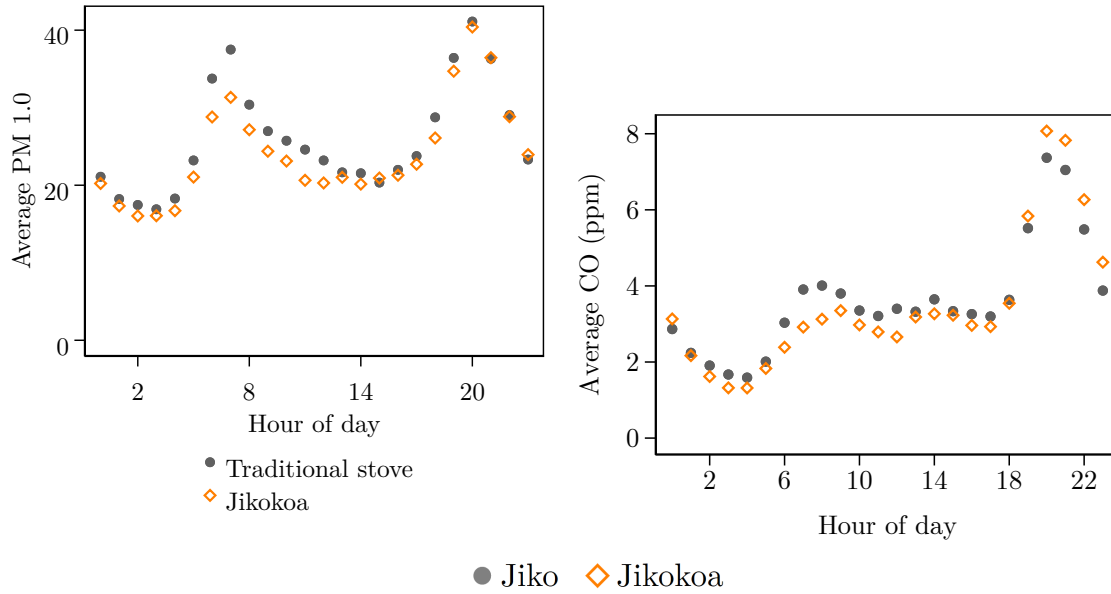 Average PM 1.0
40
20
0
2 8 14 20
Hour of day
Traditional stove
Jikokoa
Average CO (ppm)
8
6
4
2
0
2 6 10 14 18 22
Hour of day
Jiko Jikokoa